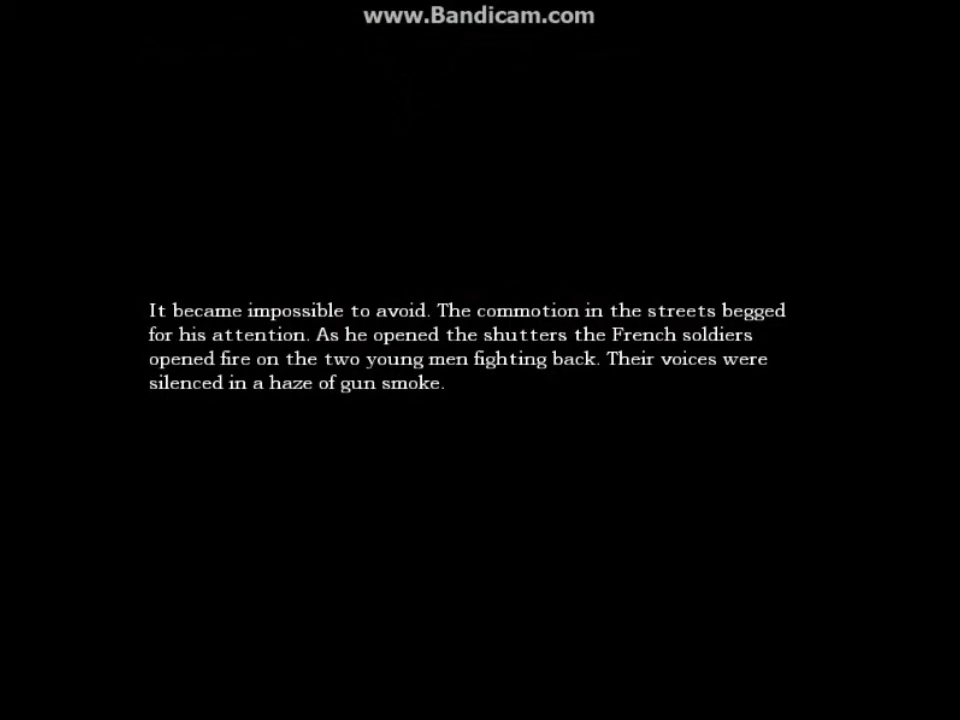 www.Bandicam.com
It became impossible to avoid. The commotion in the streets begged
for his attention. As he opened the shutters the French soldiers
opened fire on the two young men fighting back. Their voices were
silenced in a haze of gun smoke.